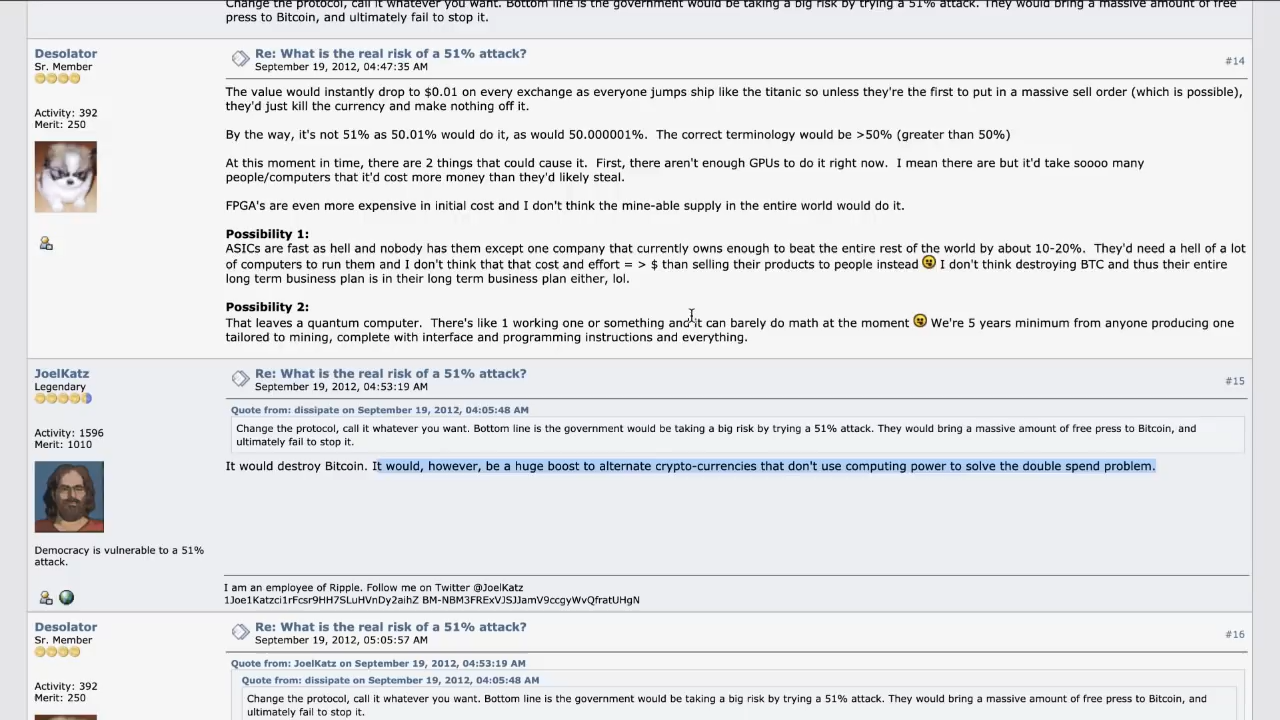 Change the protocol, call it whatever you want. Bottom line is the government would be taking a big risk by trying a 51% attack. They would bring a massive amount of free
press to Bitcoin, and ultimately fail to stop it.
Desolator
Sr. Member
Activity: 392
Merit: 250
Re: What is the real risk of a 51% attack?
September 19, 2012, 04:47:35 AM
#14
The value would instantly drop to $0.01 on every exchange as everyone jumps ship like the titanic so unless they're the first to put in a massive sell order (which is possible),
they'd just kill the currency and make nothing off it.
By the way, it's not 51% as 50.01% would do it, as would 50.000001%. The correct terminology would be >50% (greater than 50%)
At this moment in time, there are 2 things that could cause it. First, there aren't enough GPUs to do it right now. I mean there are but it'd take soooo many
people/computers that it'd cost more money than they'd likely steal.
FPGA's are even more expensive in initial cost and I don't think the mine-able supply in the entire world would do it.
Possibility 1:
ASICs are fast as hell and nobody has them except one company that currently owns enough to beat the entire rest of the world by about 10-20%. They'd need a hell of a lot
of computers to run them and I don't think that that cost and effort = > $ than selling their products to people instead I don't think destroying BTC and thus their entire
long term business plan is in their long term business plan either, lol.
Possibility 2:
That leaves a quantum computer. There's like 1 working one or something and it can barely do math at the moment We're 5 years minimum from anyone producing one
tailored to mining, complete with interface and programming instructions and everything.
JoelKatz
Legendary
Activity: 1596
Merit: 1010
Democracy is vulnerable to a 51%
attack.
Re: What is the real risk of a 51% attack?
September 19, 2012, 04:53:19 AM
#15
Quote from: dissipate on September 19, 2012, 04:05:48 AM
Change the protocol, call it whatever you want. Bottom line is the government would be taking a big risk by trying a 51% attack. They would bring a massive amount of free press to Bitcoin, and
ultimately fail to stop it.
It would destroy Bitcoin. It would, however, be a huge boost to alternate crypto-currencies that don't use computing power to solve the double spend problem.
I am an employee of Ripple. Follow me on Twitter @JoelKatz
1Joe1Katzci1rFcsr9HH7SLuHVnDy2aihZ BM-NBM3FRExVJSJJamV9ccgyWvQfratUHgN
Desolator
Sr. Member
Activity: 392
Merit: 250
Re: What is the real risk of a 51% attack?
September 19, 2012, 05:05:57 AM
#16
Quote from: JoelKatz on September 19, 2012, 04:53:19 AM
Quote from: dissipate on September 19, 2012, 04:05:48 AM
Change the protocol, call it whatever you want. Bottom line is the government would be taking a big risk by trying a 51% attack. They would bring a massive amount of free press to Bitcoin, and
ultimately fail to stop it.